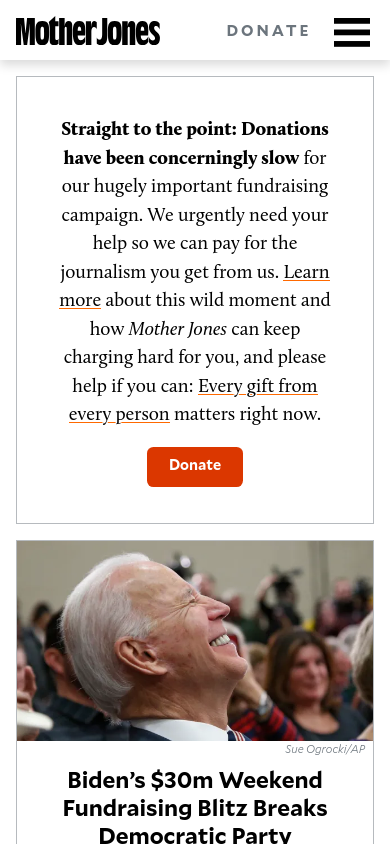 Mother Jones
DONATE
Straight to the point: Donations
have been concerningly slow for
our hugely important fundraising
campaign. We urgently need your
help so we can pay for the
journalism you get from us. Learn
more about this wild moment and
how Mother Jones can keep
charging hard for you, and please
help if you can: Every gift from
every person matters right now.
Donate
Sue Ogrocki/AP
Biden’s $30m Weekend
Fundraising Blitz Breaks
Democratic Party